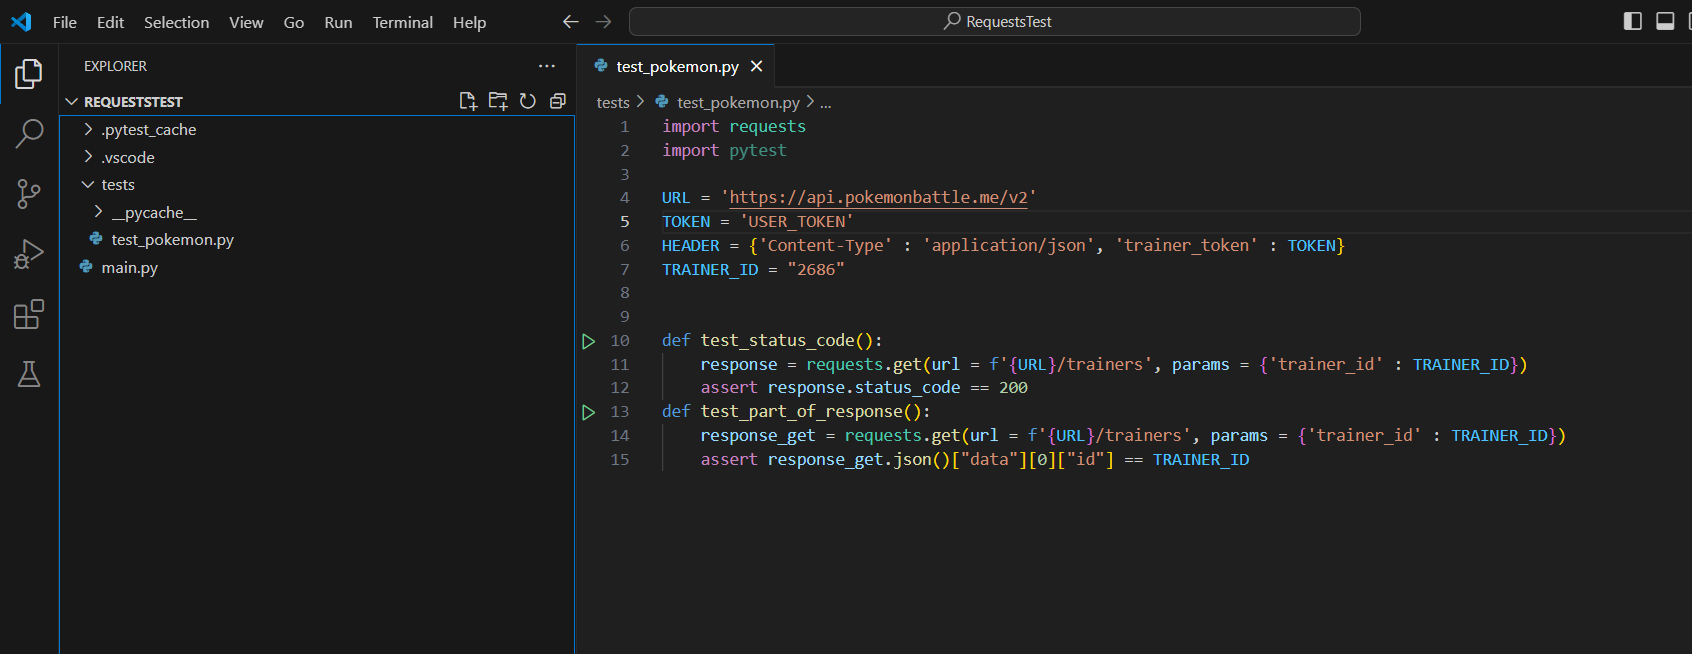 File Edit Selection View Go Run Terminal Help
RequestsTest
EXPLORER
REQUESTSTEST
.pytest_cache
.vscode
tests
__pycache__
test_pokemon.py
main.py
test_pokemon.py
tests > test_pokemon.py > ...
1 import requests
2 import pytest
3
4 URL = 'https://api.pokemonbattle.me/v2'
5 TOKEN = 'USER_TOKEN'
6 HEADER = {'Content-Type' : 'application/json', 'trainer_token' : TOKEN}
7 TRAINER_ID = "2686"
8
9
10 def test_status_code():
11     response = requests.get(url = f'{URL}/trainers', params = {'trainer_id' : TRAINER_ID})
12     assert response.status_code == 200
13 def test_part_of_response():
14     response_get = requests.get(url = f'{URL}/trainers', params = {'trainer_id' : TRAINER_ID})
15     assert response_get.json()["data"][0]["id"] == TRAINER_ID